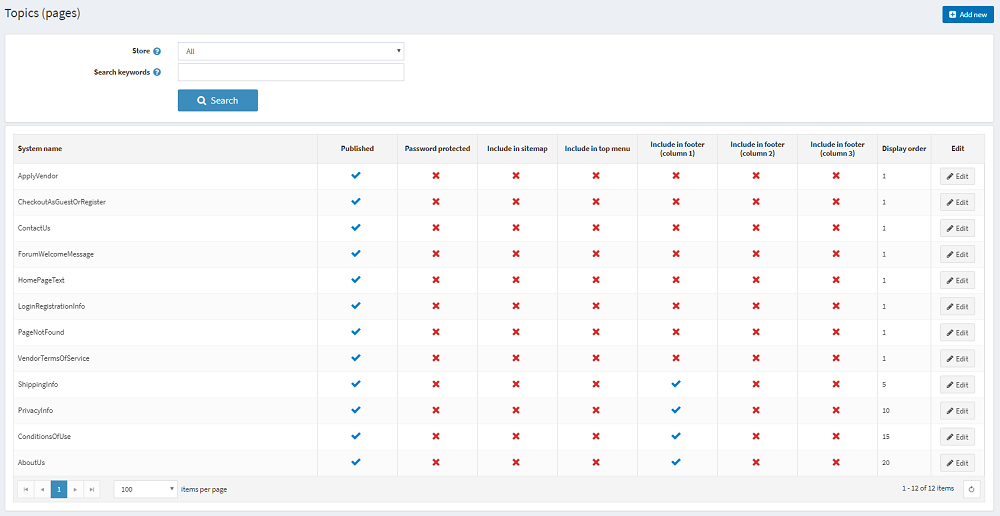 Topics (pages)
Add new
Store
All
Search keywords
Search
System name Published Password protected Include in sitemap Include in top menu Include in footer (column 1) Include in footer (column 2) Include in footer (column 3) Display order Edit
ApplyVendor 1 Edit
CheckoutAsGuestOrRegister 1 Edit
ContactUs 1 Edit
ForumWelcomeMessage 1 Edit
HomePageText 1 Edit
LoginRegistrationInfo 1 Edit
PageNotFound 1 Edit
VendorTermsOfService 1 Edit
ShippingInfo 5 Edit
PrivacyInfo 10 Edit
ConditionsOfUse 15 Edit
AboutUs 20 Edit
1 100 items per page 1 - 12 of 12 items